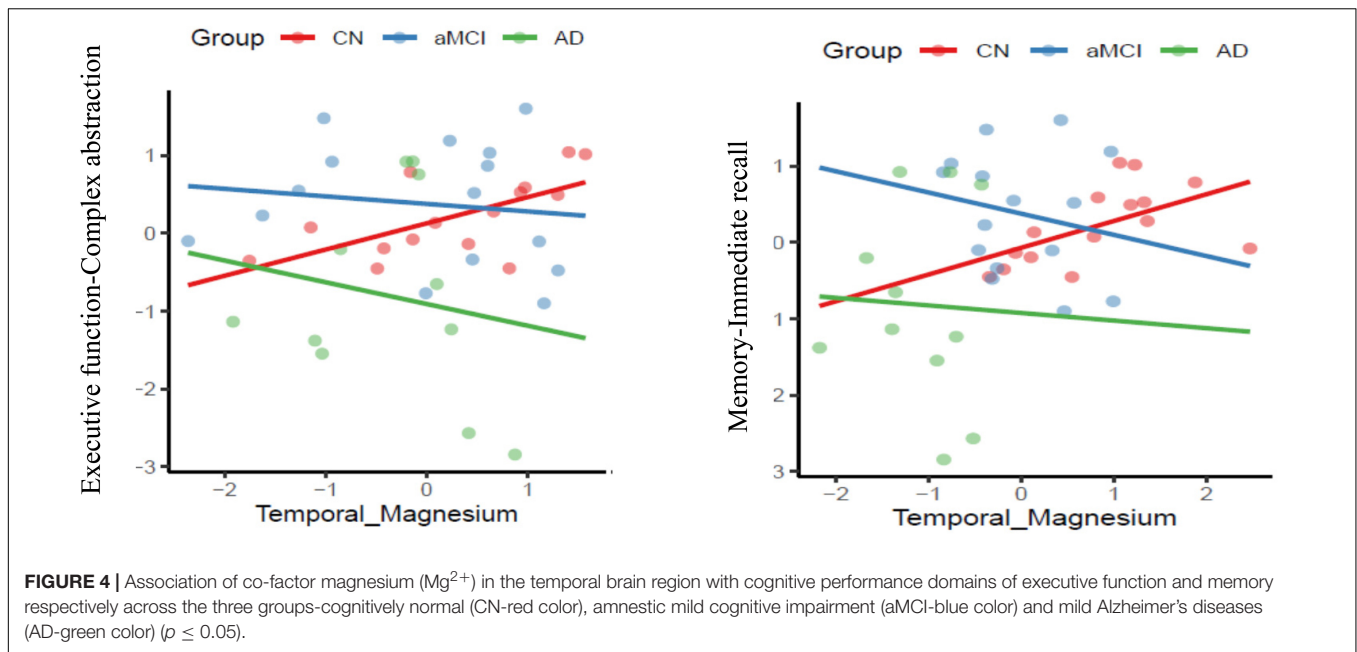 Group CN aMCI AD
Executive function-Complex abstraction
1
0
−1
−2
−3
−2 −1 0 1
Temporal_Magnesium
Group CN aMCI AD
Memory-Immediate recall
1
0
1
2
3
−2 −1 0 1 2
Temporal_Magnesium
FIGURE 4 | Association of co-factor magnesium (Mg²⁺) in the temporal brain region with cognitive performance domains of executive function and memory
respectively across the three groups-cognitively normal (CN-red color), amnestic mild cognitive impairment (aMCI-blue color) and mild Alzheimer's diseases
(AD-green color) (p ≤ 0.05).